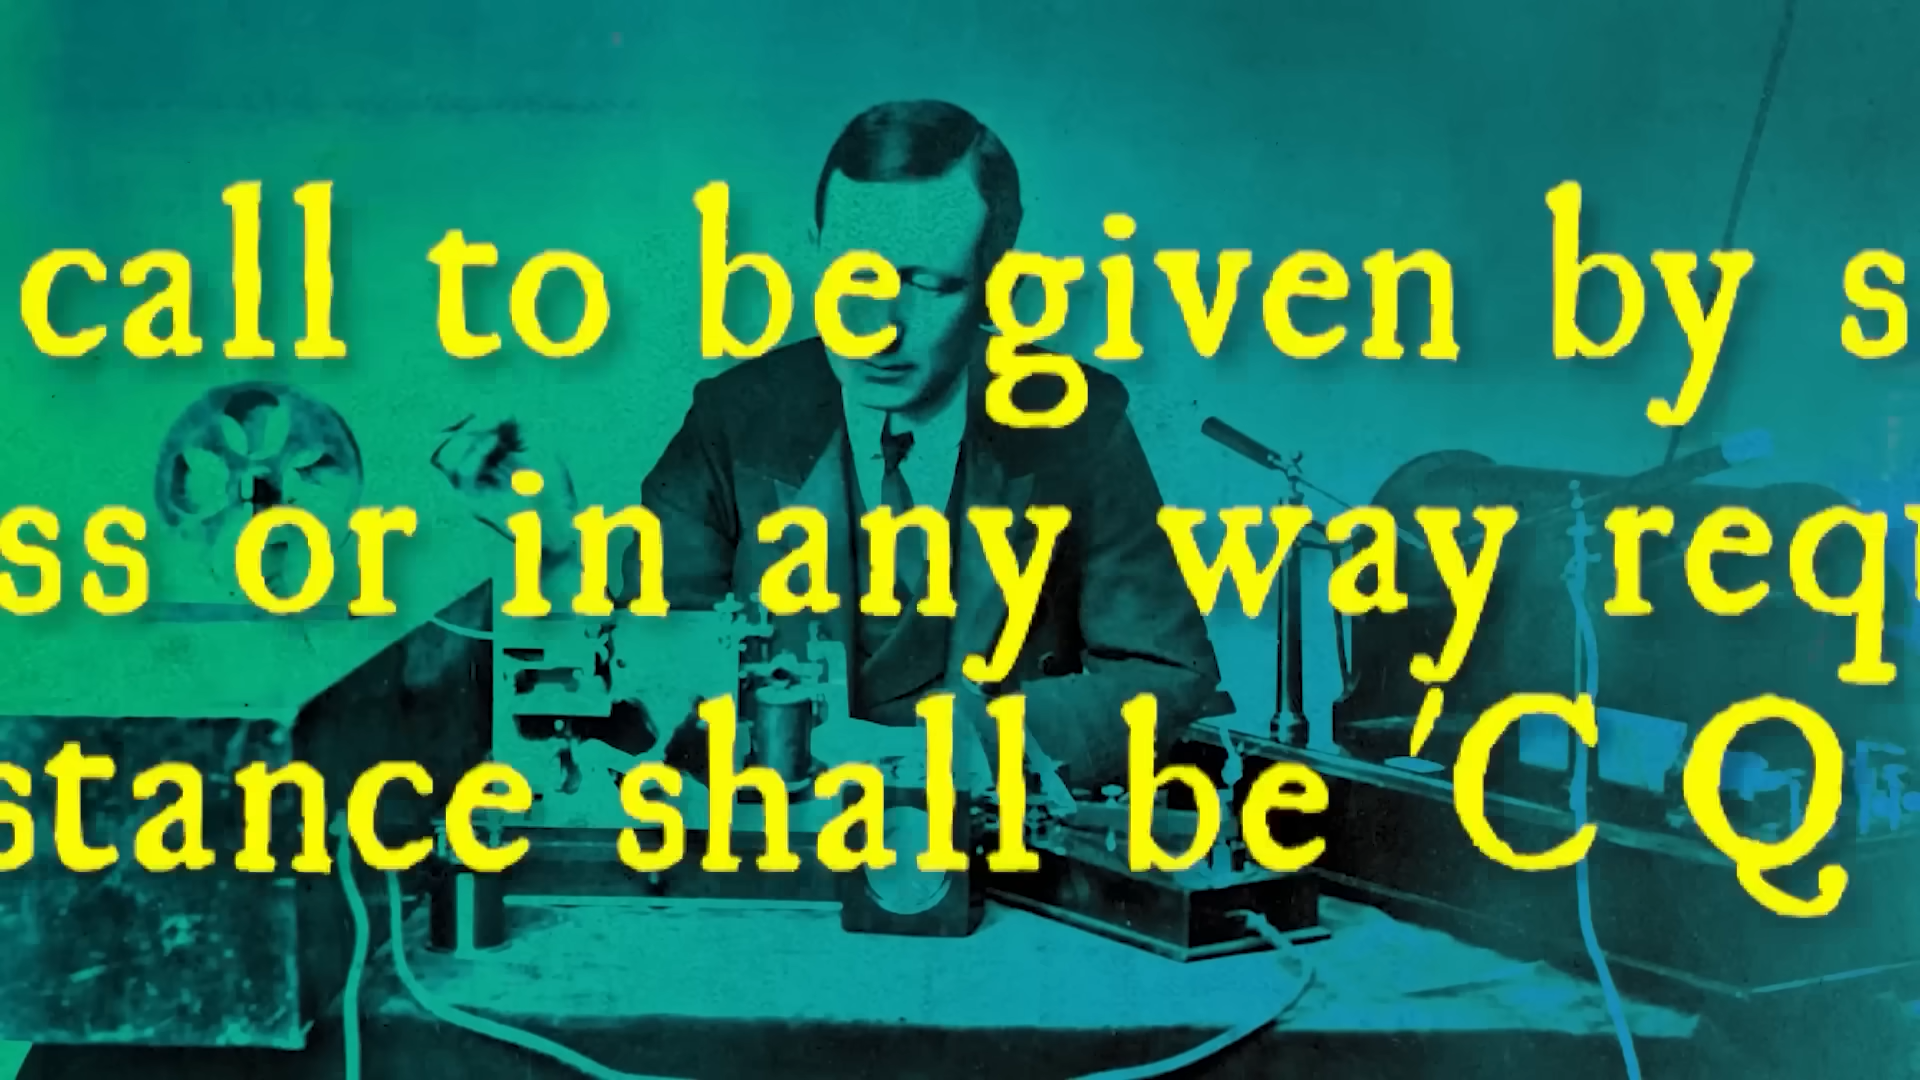 call to be given by s
ss or in any way requ
stance shall be 'C Q